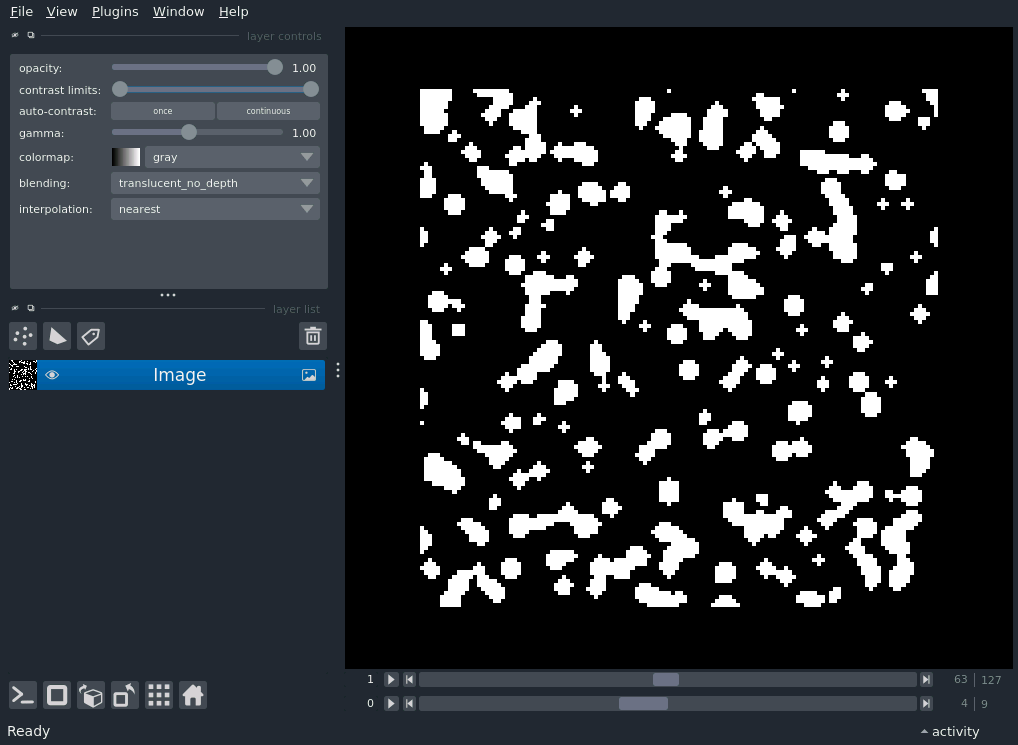 File View Plugins Window Help
layer controls
opacity: 1.00
contrast limits:
auto-contrast: once continuous
gamma: 1.00
colormap: gray
blending: translucent_no_depth
interpolation: nearest
layer list
Image
1 63 127
0 4 9
Ready activity